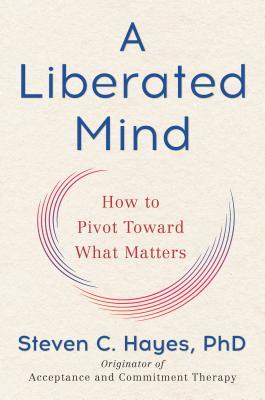 A
Liberated
Mind
How to
Pivot Toward
What Matters
Steven C. Hayes, PhD
Originator of
Acceptance and Commitment Therapy